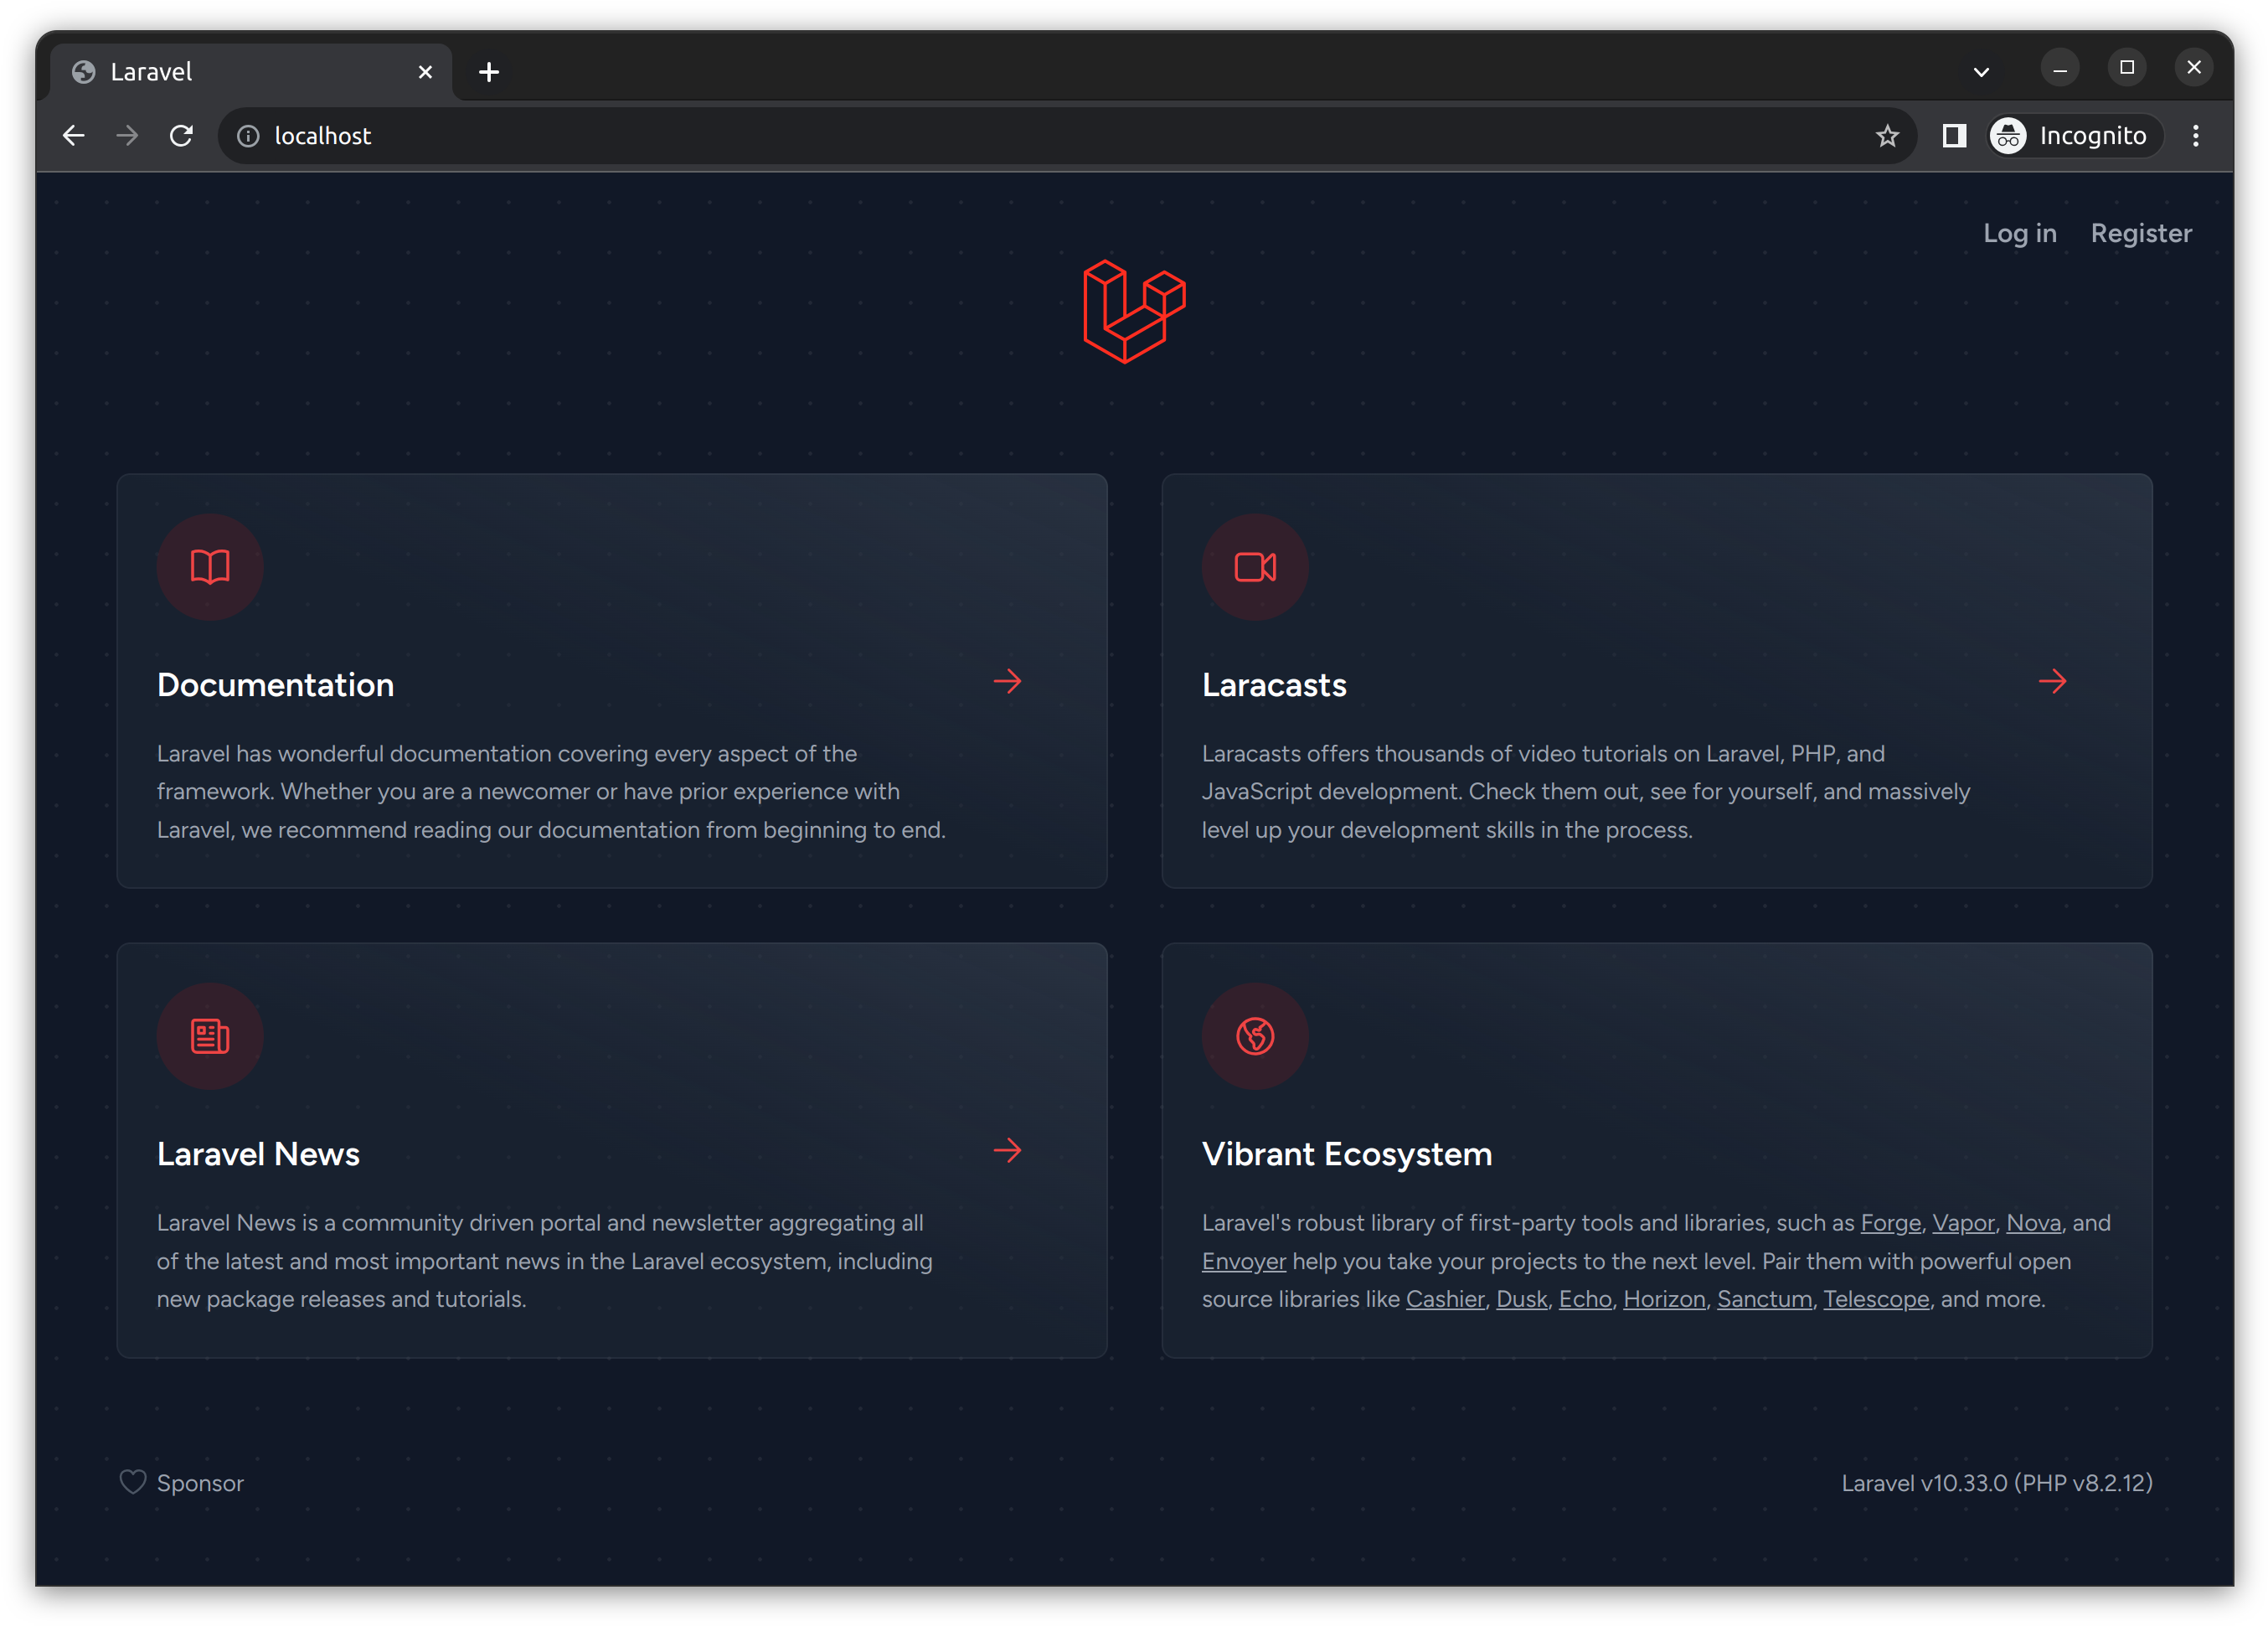 Laravel
localhost
Incognito
Log in Register
Documentation
Laravel has wonderful documentation covering every aspect of the
framework. Whether you are a newcomer or have prior experience with
Laravel, we recommend reading our documentation from beginning to end.
Laracasts
Laracasts offers thousands of video tutorials on Laravel, PHP, and
JavaScript development. Check them out, see for yourself, and massively
level up your development skills in the process.
Laravel News
Laravel News is a community driven portal and newsletter aggregating all
of the latest and most important news in the Laravel ecosystem, including
new package releases and tutorials.
Vibrant Ecosystem
Laravel's robust library of first-party tools and libraries, such as Forge, Vapor, Nova, and
Envoyer help you take your projects to the next level. Pair them with powerful open
source libraries like Cashier, Dusk, Echo, Horizon, Sanctum, Telescope, and more.
Sponsor
Laravel v10.33.0 (PHP v8.2.12)